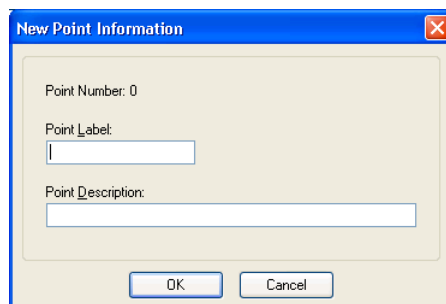 New Point Information
Point Number: 0
Point Label:
Point Description:
OK Cancel